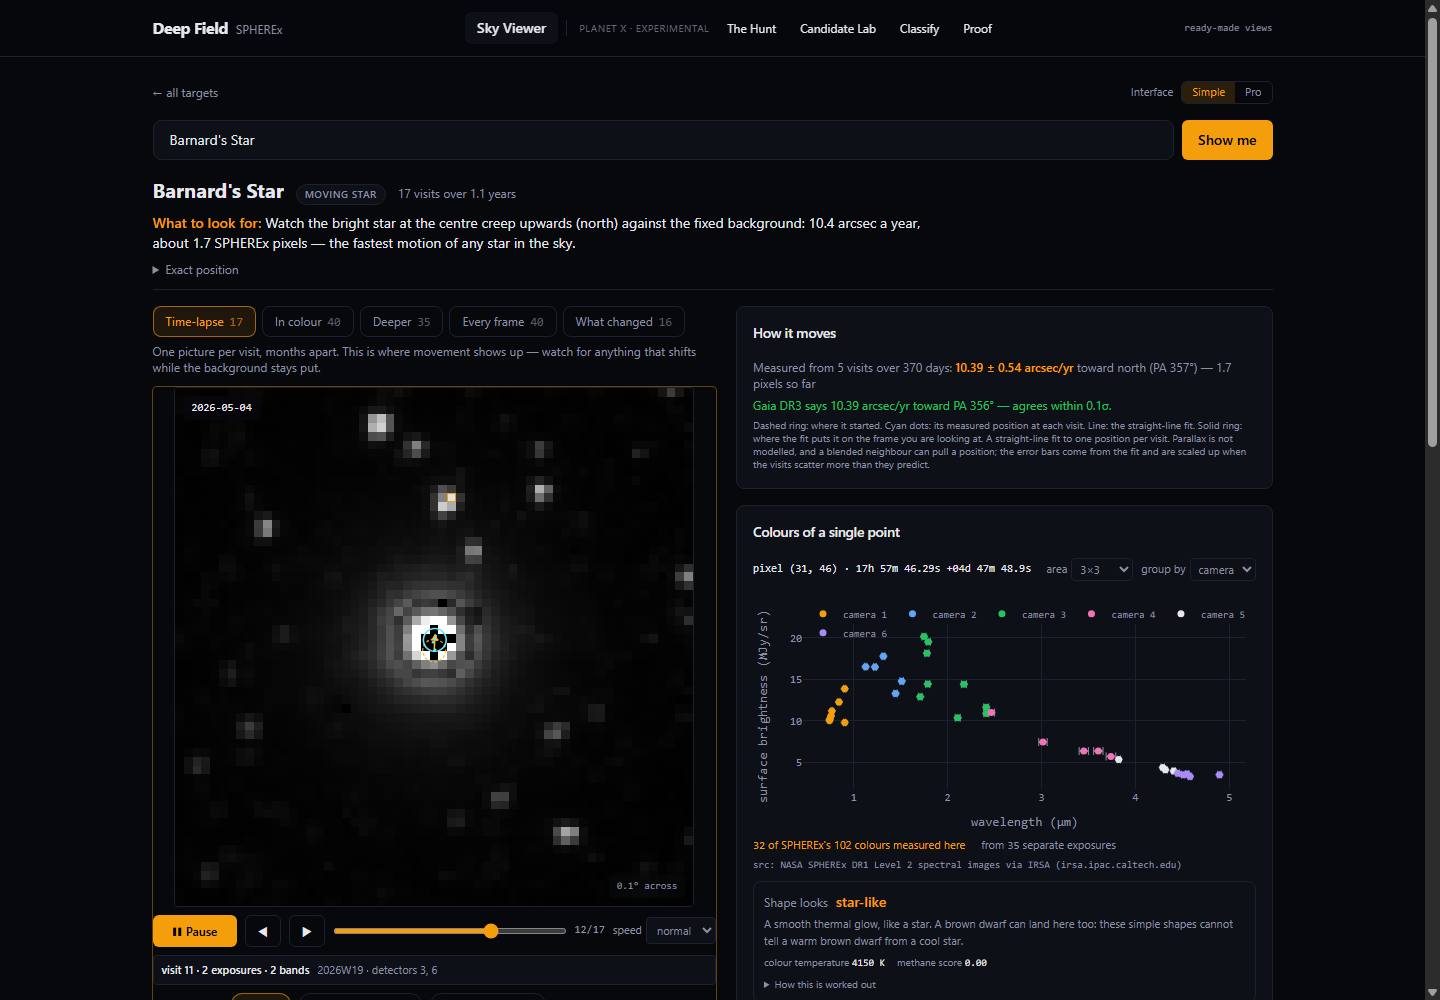 Deep Field SPHEREx
Sky Viewer
PLANET X · EXPERIMENTAL
The Hunt
Candidate Lab
Classify
Proof
ready-made views
← all targets
Interface
Simple
Pro
Barnard's Star
Show me
Barnard's Star
MOVING STAR
17 visits over 1.1 years
What to look for: Watch the bright star at the centre creep upwards (north) against the fixed background: 10.4 arcsec a year,
about 1.7 SPHEREx pixels — the fastest motion of any star in the sky.
▶ Exact position
Time-lapse 17
In colour 40
Deeper 35
Every frame 40
What changed 16
One picture per visit, months apart. This is where movement shows up — watch for anything that shifts
while the background stays put.
2026-05-04
0.1° across
Pause
◀
▶
12/17
speed
normal
visit 11 · 2 exposures · 2 bands 2026W19 · detectors 3, 6
How it moves
Measured from 5 visits over 370 days: 10.39 ± 0.54 arcsec/yr toward north (PA 357°) — 1.7
pixels so far
Gaia DR3 says 10.39 arcsec/yr toward PA 356° — agrees within 0.1σ.
Dashed ring: where it started. Cyan dots: its measured position at each visit. Line: the straight-line fit. Solid ring:
where the fit puts it on the frame you are looking at. A straight-line fit to one position per visit. Parallax is not
modelled, and a blended neighbour can pull a position; the error bars come from the fit and are scaled up when
the visits scatter more than they predict.
Colours of a single point
pixel (31, 46) · 17h 57m 46.29s +04d 47m 48.9s
area
3×3
group by
camera
camera 1
camera 2
camera 3
camera 4
camera 5
camera 6
surface brightness (MJy/sr)
20
15
10
5
1
2
3
4
5
wavelength (μm)
32 of SPHEREx's 102 colours measured here
from 35 separate exposures
src: NASA SPHEREx DR1 Level 2 spectral images via IRSA (irsa.ipac.caltech.edu)
Shape looks star-like
A smooth thermal glow, like a star. A brown dwarf can land here too: these simple shapes cannot
tell a warm brown dwarf from a cool star.
colour temperature 4150 K
methane score 0.00
▶ How this is worked out